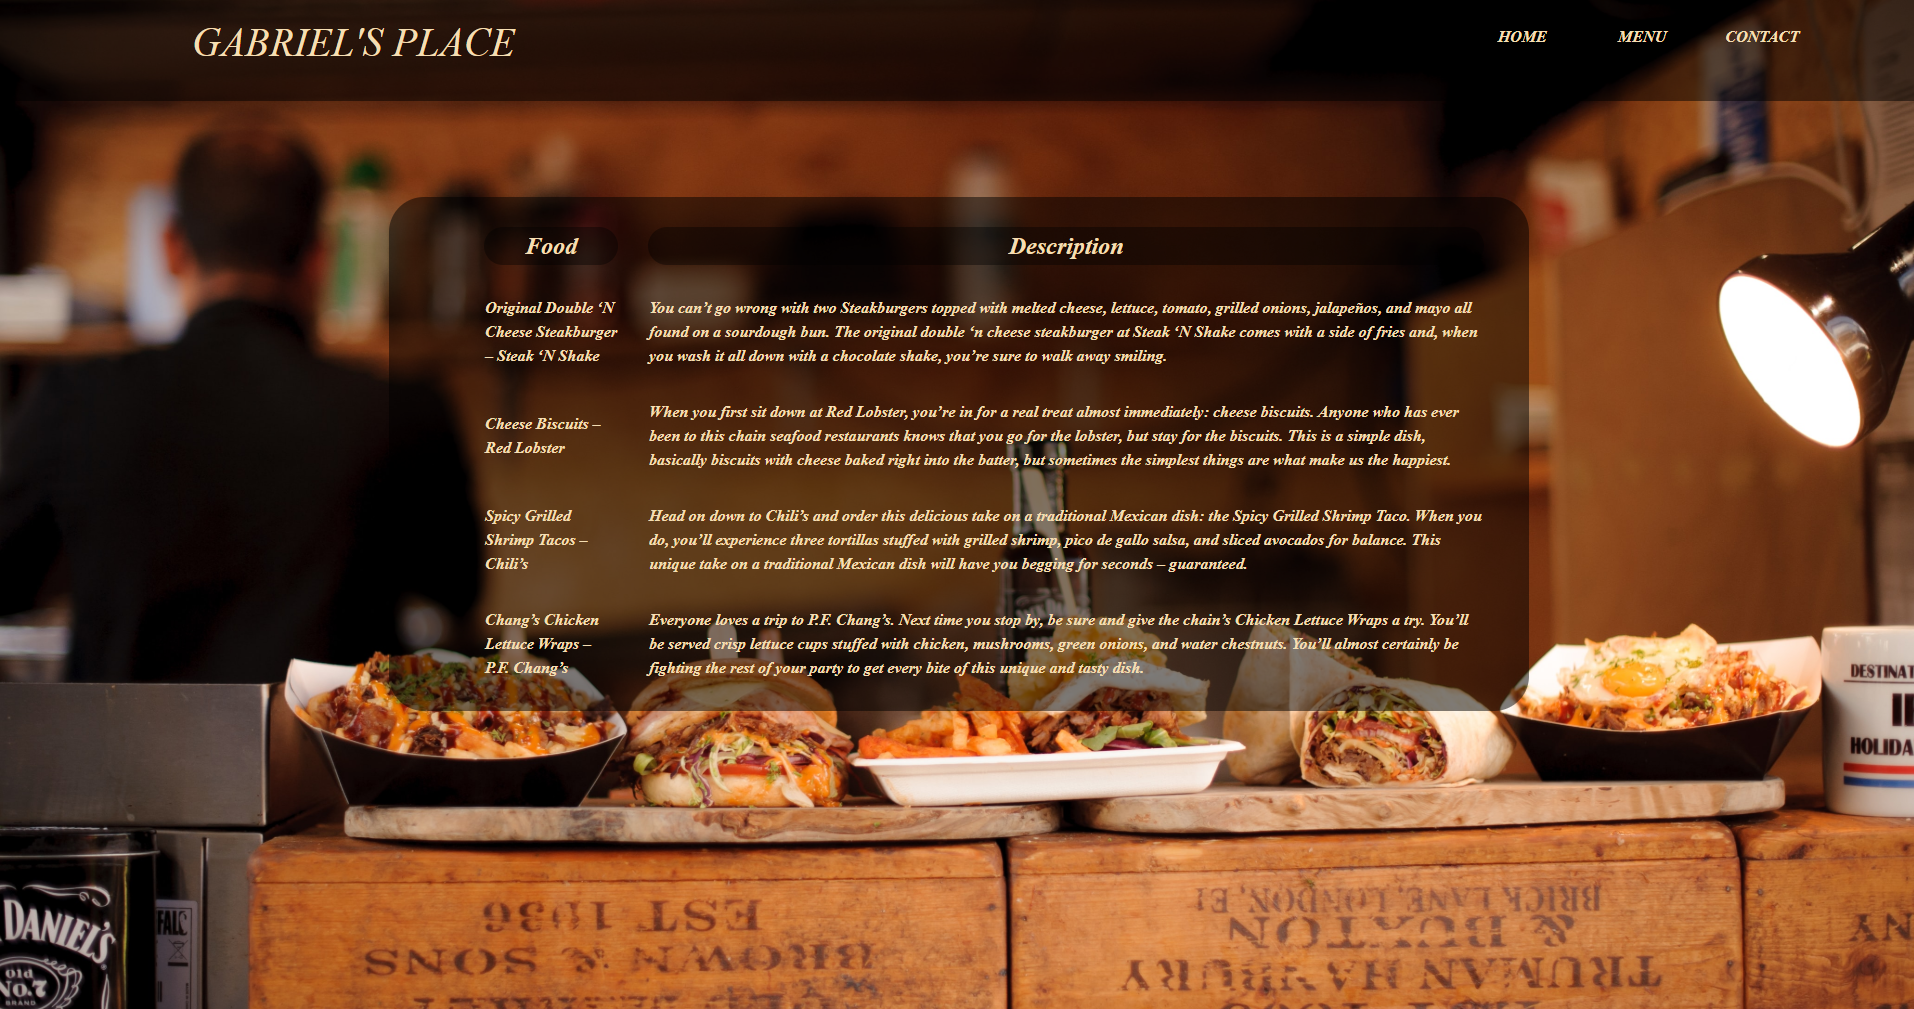 GABRIEL'S PLACE
HOME MENU CONTACT
Food Description
Original Double ‘N
Cheese Steakburger
– Steak ‘N Shake
You can’t go wrong with two Steakburgers topped with melted cheese, lettuce, tomato, grilled onions, jalapeños, and mayo all
found on a sourdough bun. The original double ‘n cheese steakburger at Steak ‘N Shake comes with a side of fries and, when
you wash it all down with a chocolate shake, you’re sure to walk away smiling.
Cheese Biscuits –
Red Lobster
When you first sit down at Red Lobster, you’re in for a real treat almost immediately: cheese biscuits. Anyone who has ever
been to this chain seafood restaurants knows that you go for the lobster, but stay for the biscuits. This is a simple dish,
basically biscuits with cheese baked right into the batter, but sometimes the simplest things are what make us the happiest.
Spicy Grilled
Shrimp Tacos –
Chili’s
Head on down to Chili’s and order this delicious take on a traditional Mexican dish: the Spicy Grilled Shrimp Taco. When you
do, you’ll experience three tortillas stuffed with grilled shrimp, pico de gallo salsa, and sliced avocados for balance. This
unique take on a traditional Mexican dish will have you begging for seconds – guaranteed.
Chang’s Chicken
Lettuce Wraps –
P.F. Chang’s
Everyone loves a trip to P.F. Chang’s. Next time you stop by, be sure and give the chain’s Chicken Lettuce Wraps a try. You’ll
be served crisp lettuce cups stuffed with chicken, mushrooms, green onions, and water chestnuts. You’ll almost certainly be
fighting the rest of your party to get every bite of this unique and tasty dish.
DESTINAT
HOLIDA
DANIEL'S
Old
No.7
BRAND
FALC
EST 1936
BROWN & SONS
BRICK LANE, LONDON, E1
& BUXTON
TRUMAN HANBURY